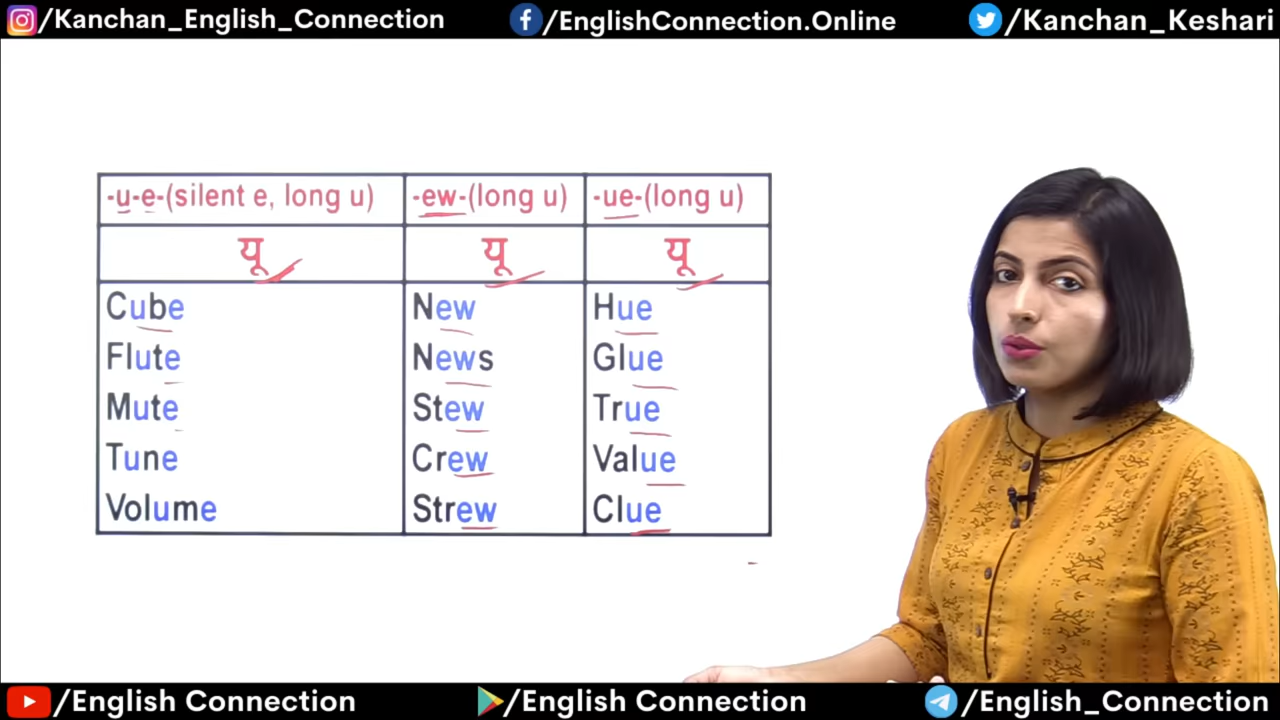 /Kanchan_English_Connection /EnglishConnection.Online /Kanchan_Keshari
-u-e-(silent e, long u) -ew-(long u) -ue-(long u)
यू यू यू
Cube New Hue
Flute News Glue
Mute Stew True
Tune Crew Value
Volume Strew Clue
/English Connection /English Connection /English_Connection